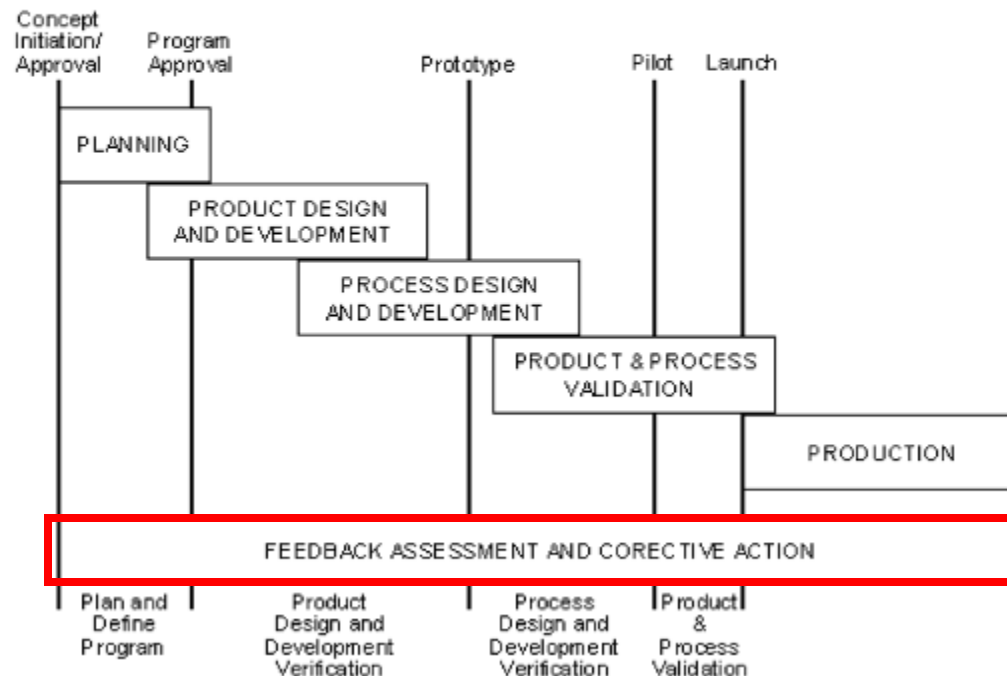 Concept
Initiation/
Approval
Program
Approval
Prototype
Pilot
Launch
PLANNING
PRODUCT DESIGN
AND DEVELOPMENT
PROCESS DESIGN
AND DEVELOPMENT
PRODUCT & PROCESS
VALIDATION
PRODUCTION
FEEDBACK ASSESSMENT AND CORECTIVE ACTION
Plan and
Define
Program
Product
Design and
Development
Verification
Process
Design and
Development
Verification
Product
&
Process
Validation